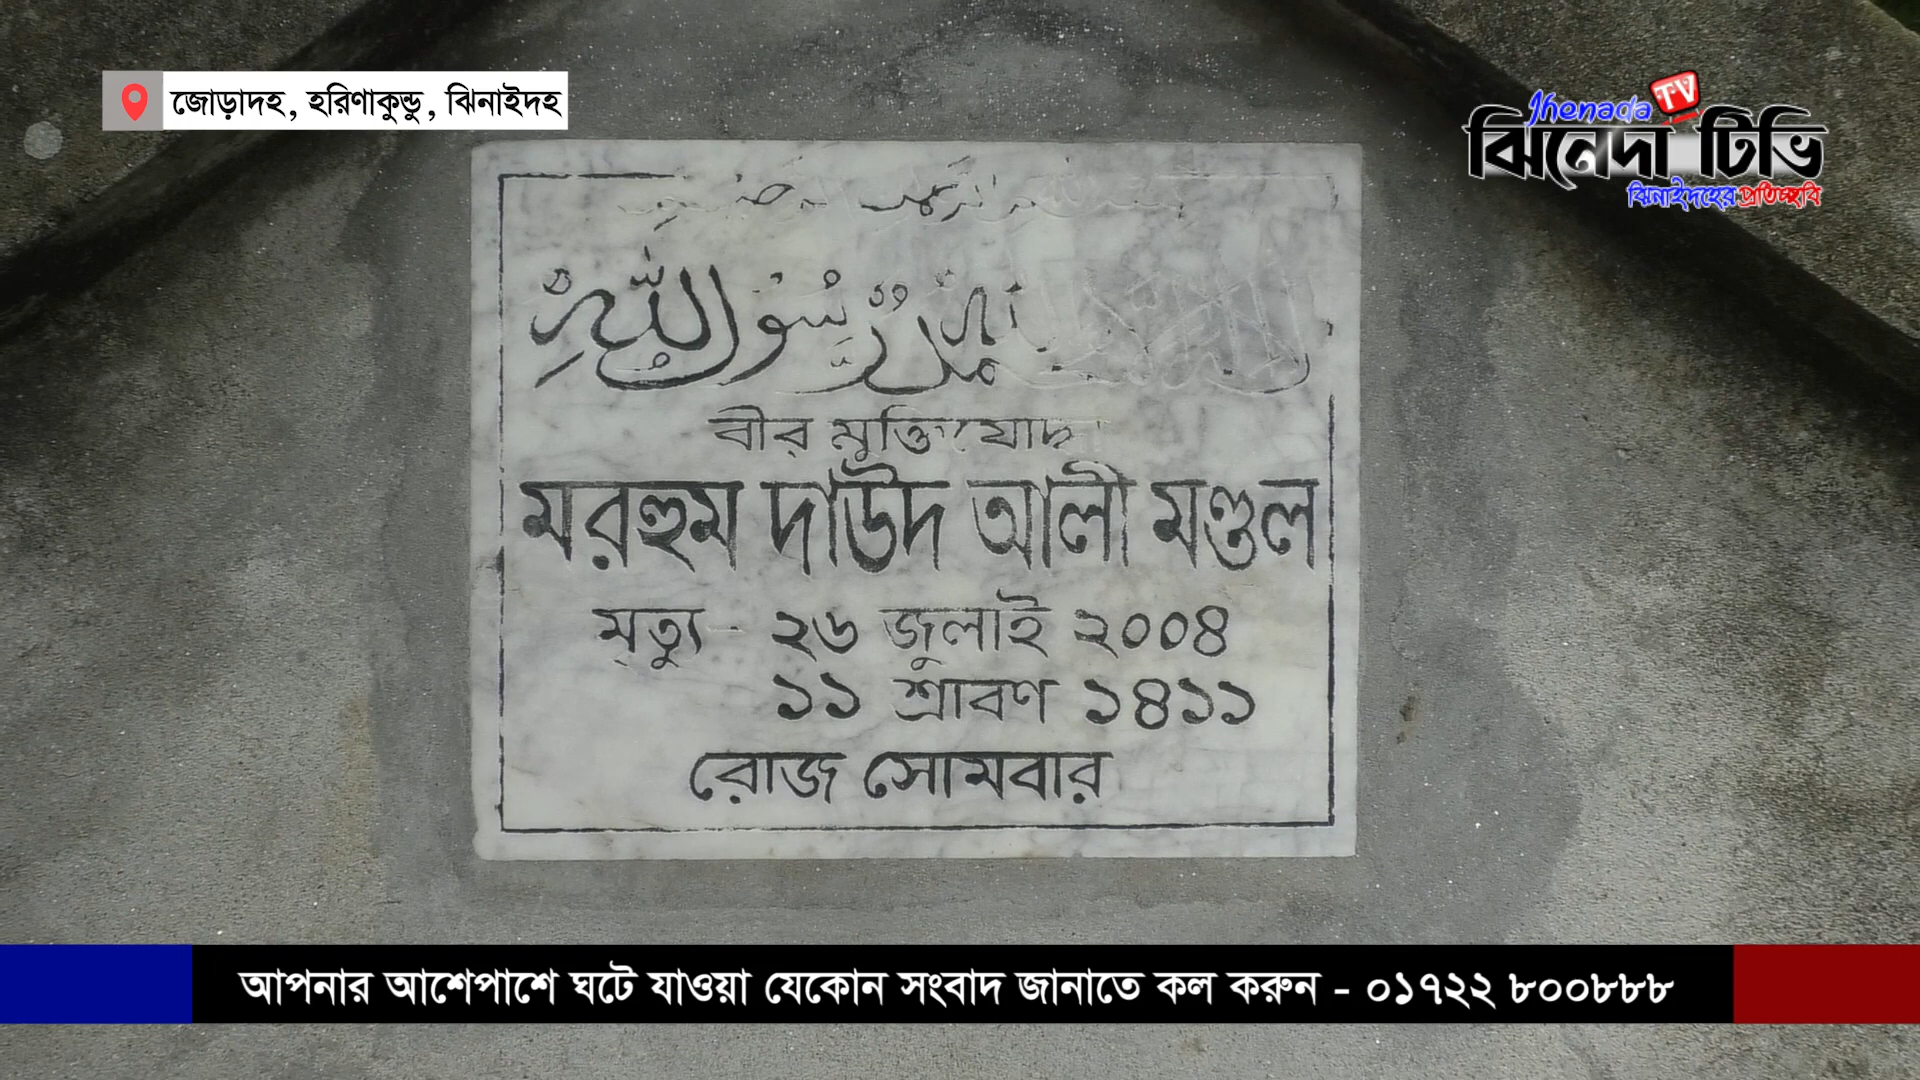 জোড়াদহ, হরিণাকুন্ডু, ঝিনাইদহ
Jhenada TV
ঝিনেদা টিভি
ঝিনাইদহের প্রতিচ্ছবি
محمد رسول الله
বীর মুক্তিযোদ্ধা
মরহুম দাউদ আলী মণ্ডল
মৃত্যু - ২৬ জুলাই ২০০৪
১১ শ্রাবণ ১৪১১
রোজ সোমবার
আপনার আশেপাশে ঘটে যাওয়া যেকোন সংবাদ জানাতে কল করুন - ০১৭২২ ৮০০৮৮৮